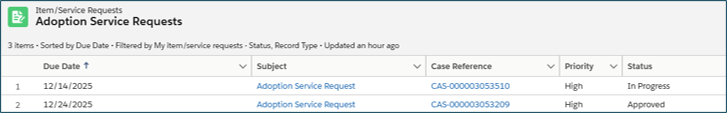 Item/Service Requests
Adoption Service Requests
3 items • Sorted by Due Date • Filtered by My item/service requests - Status, Record Type • Updated an hour ago
Due Date ↑ Subject Case Reference Priority Status
1 12/14/2025 Adoption Service Request CAS-000003053510 High In Progress
2 12/24/2025 Adoption Service Request CAS-000003053209 High Approved